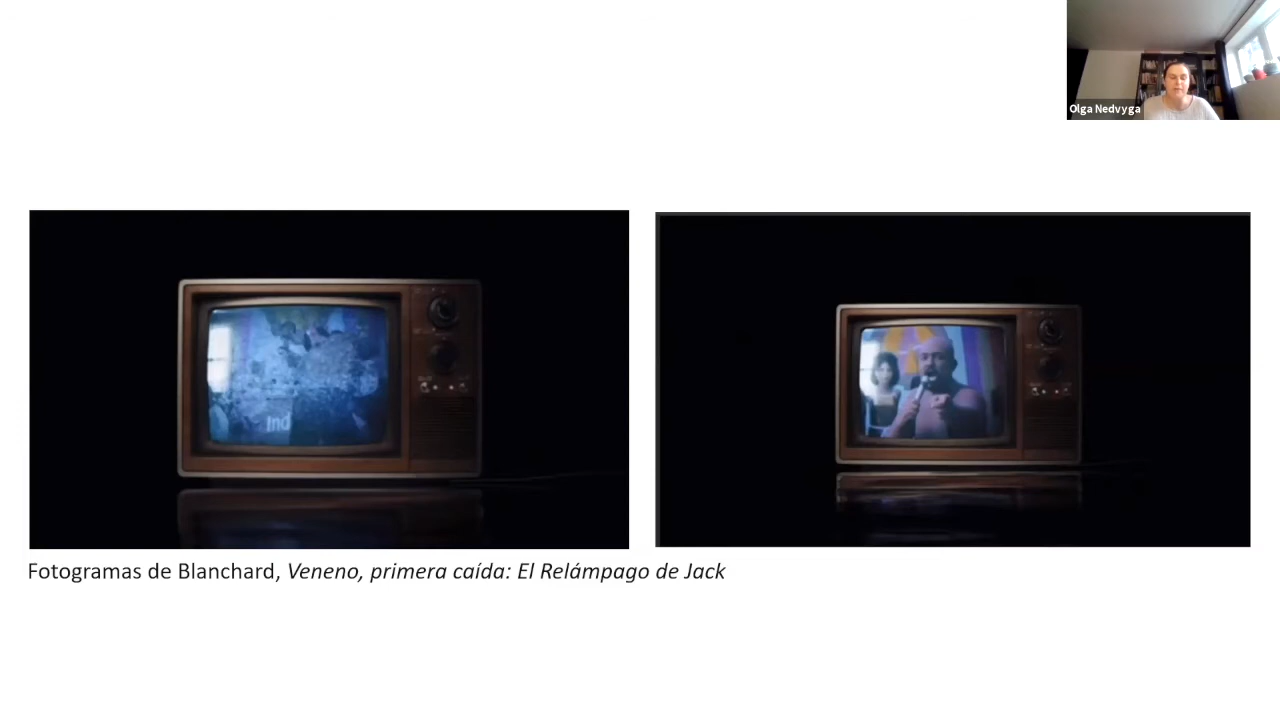 Olga Nedvyga
Ind
Fotogramas de Blanchard, Veneno, primera caída: El Relámpago de Jack